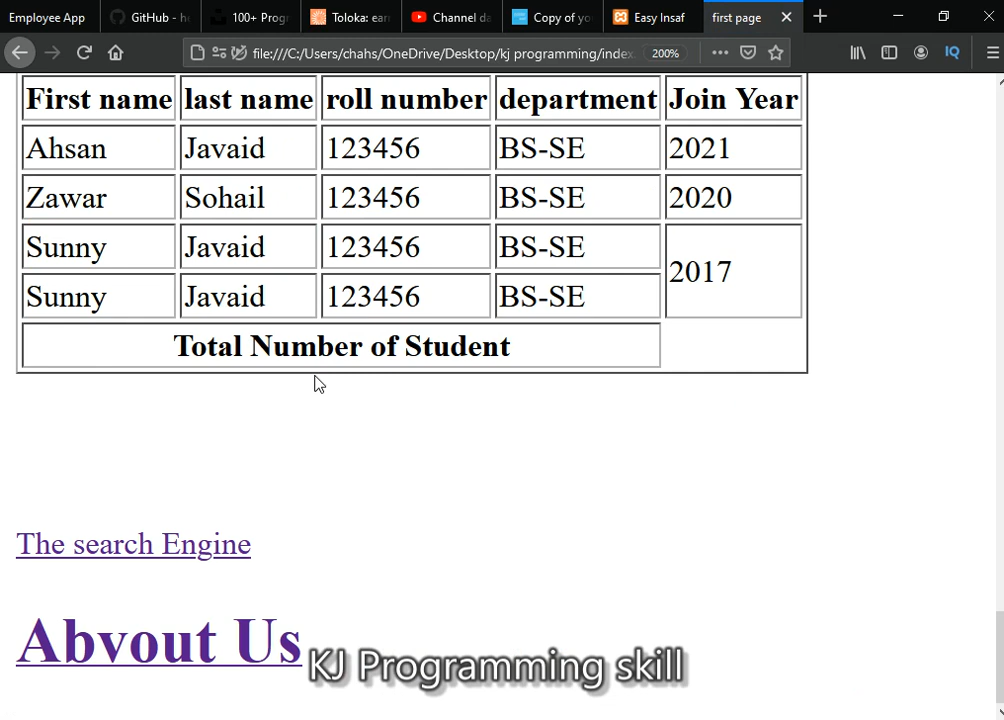 Employee App
GitHub - h
100+ Prog
Toloka: ear
Channel da
Copy of yo
Easy Insaf
first page
file:///C:/Users/chahs/OneDrive/Desktop/kj programming/index.
200%
IQ
First name last name roll number department Join Year
Ahsan Javaid 123456 BS-SE 2021
Zawar Sohail 123456 BS-SE 2020
Sunny Javaid 123456 BS-SE 2017
Sunny Javaid 123456 BS-SE
Total Number of Student
The search Engine
Abvout Us
KJ Programming skill